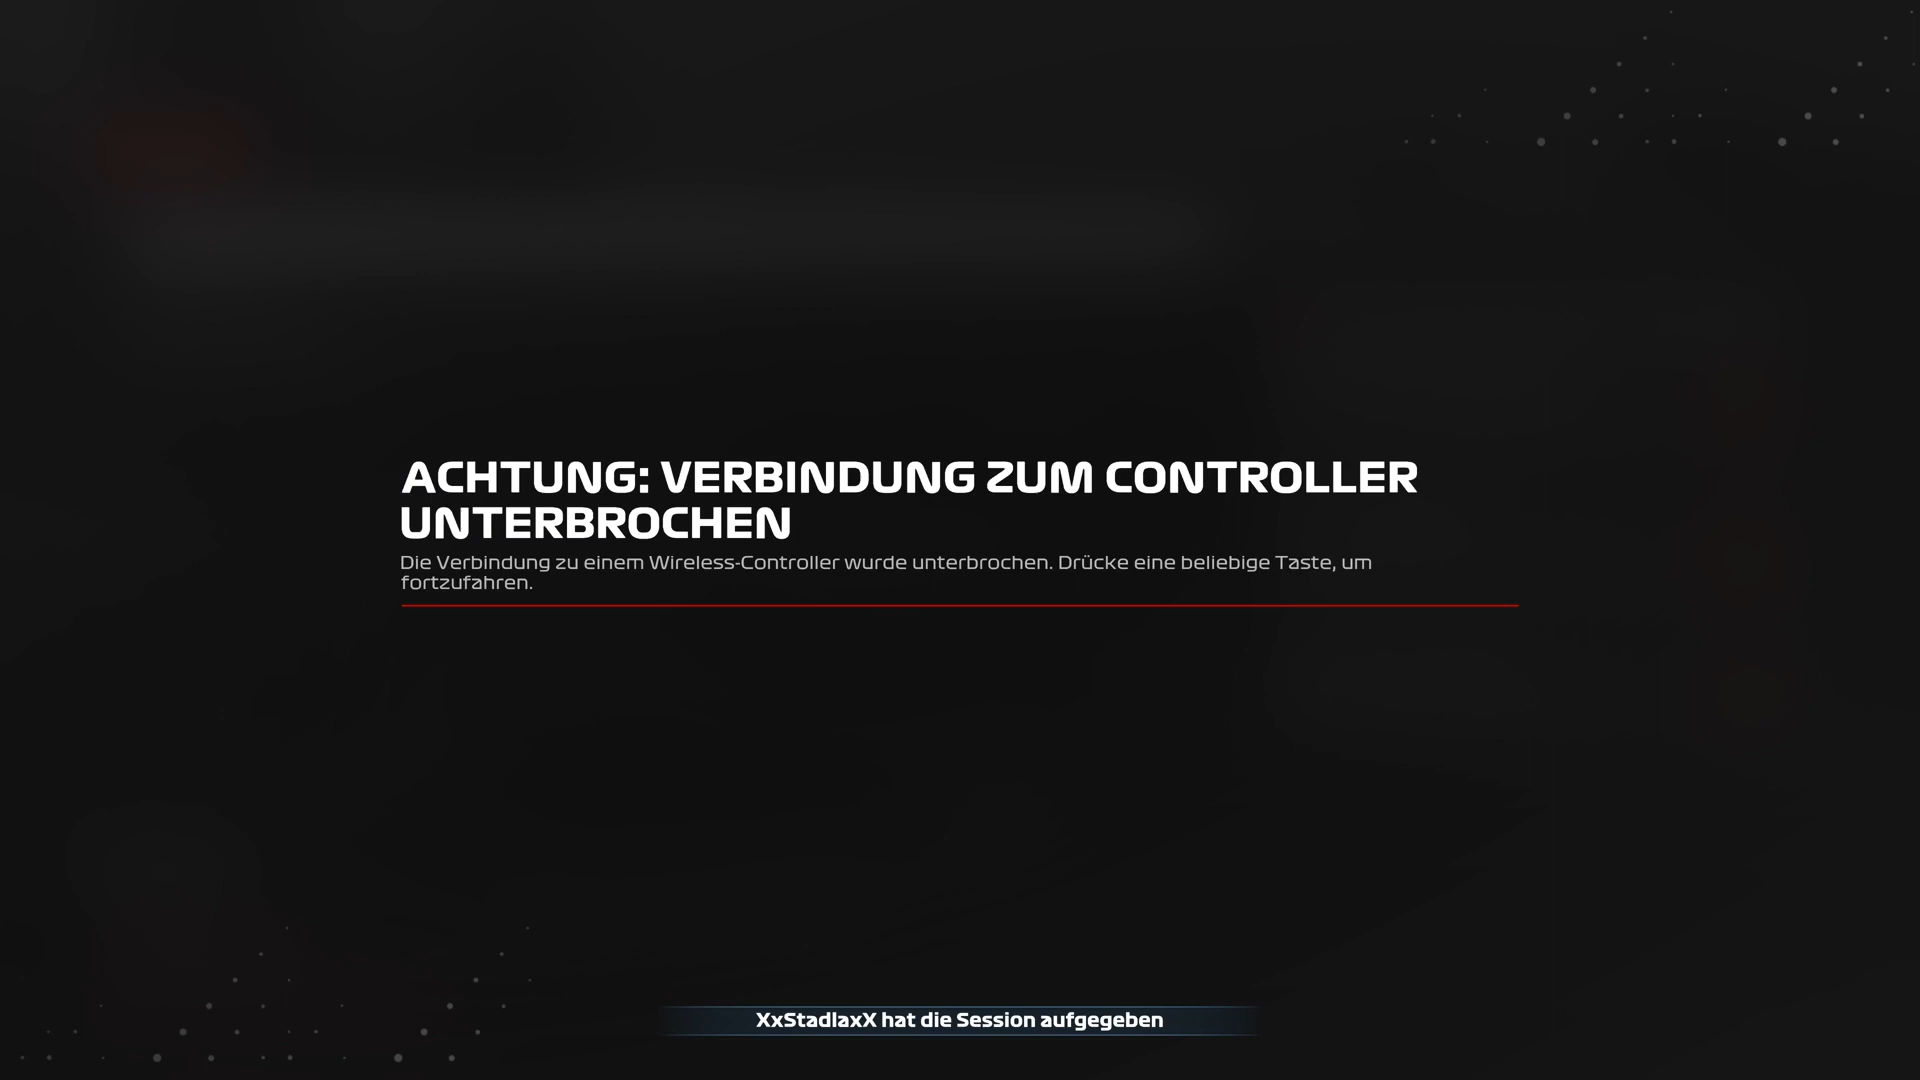 ACHTUNG: VERBINDUNG ZUM CONTROLLER
UNTERBROCHEN
Die Verbindung zu einem Wireless-Controller wurde unterbrochen. Drücke eine beliebige Taste, um
fortzufahren.
XxStadlaxX hat die Session aufgegeben